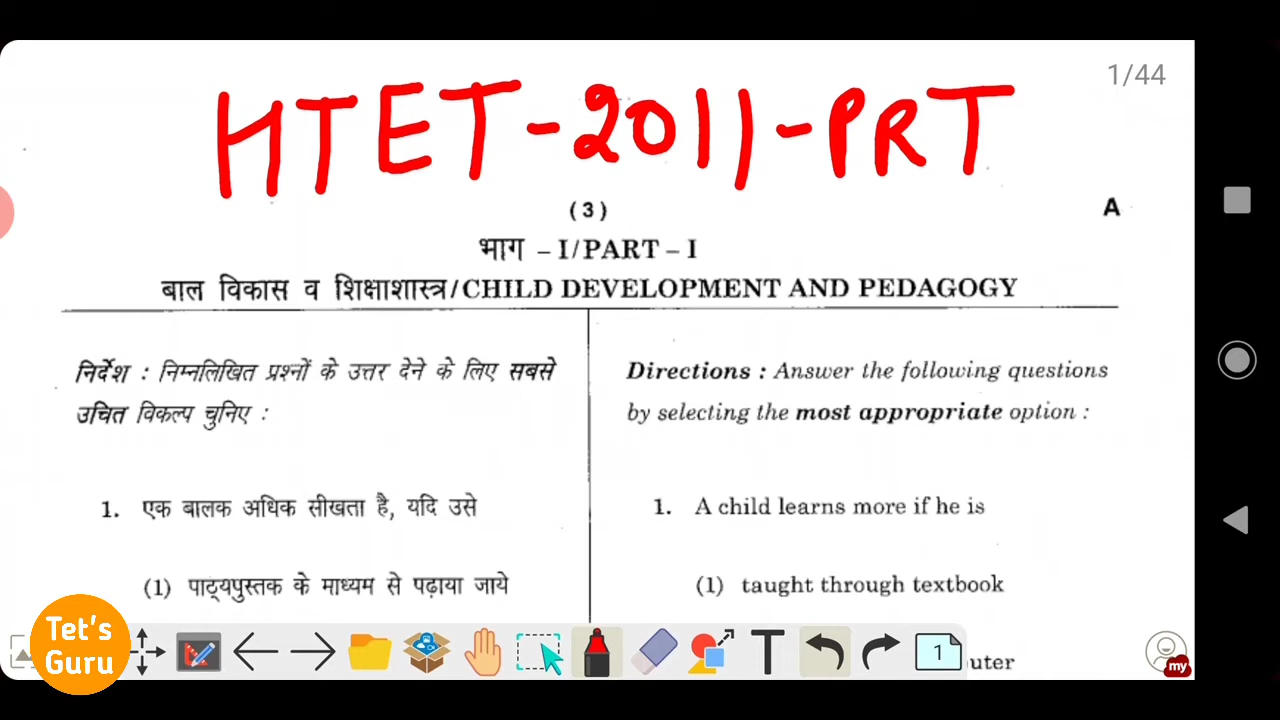 1/44
HTET-2011-PRT
(3)
A
भाग – I/PART – I
बाल विकास व शिक्षाशास्त्र/CHILD DEVELOPMENT AND PEDAGOGY
निर्देश : निम्नलिखित प्रश्नों के उत्तर देने के लिए सबसे
उचित विकल्प चुनिए :
1. एक बालक अधिक सीखता है, यदि उसे
(1) पाठ्यपुस्तक के माध्यम से पढ़ाया जाये
Directions : Answer the following questions
by selecting the most appropriate option :
1. A child learns more if he is
(1) taught through textbook
uter
Tet's
Guru
T
1
my